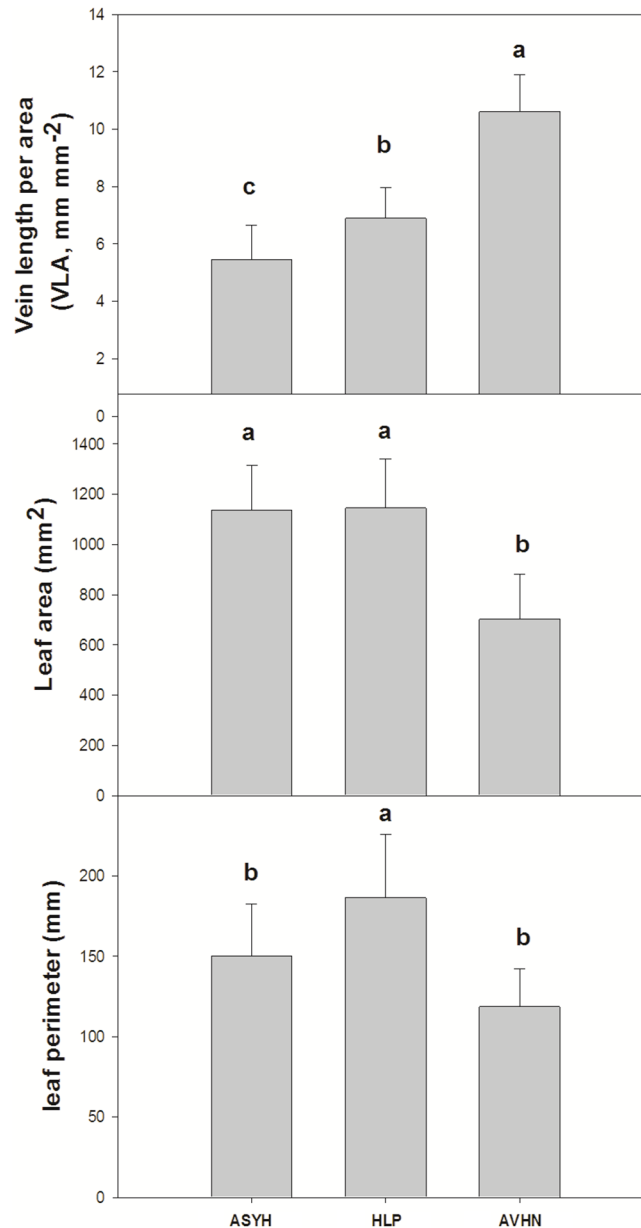 Vein length per area
(VLA, mm mm-2)
14
12
10
8
6
4
2
0
c
b
a
Leaf area (mm2)
1400
1200
1000
800
600
400
200
0
a
a
b
leaf perimeter (mm)
200
150
100
50
0
b
a
b
ASYH
HLP
AVHN